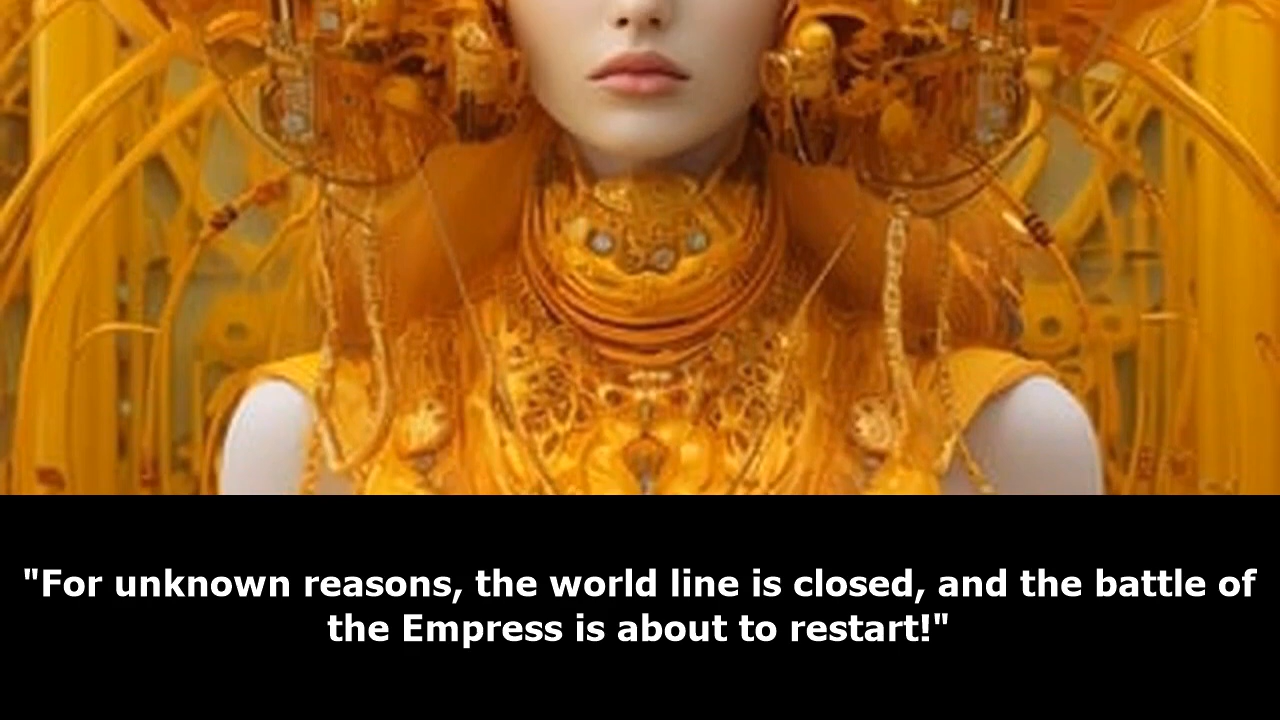 "For unknown reasons, the world line is closed, and the battle of
the Empress is about to restart!"